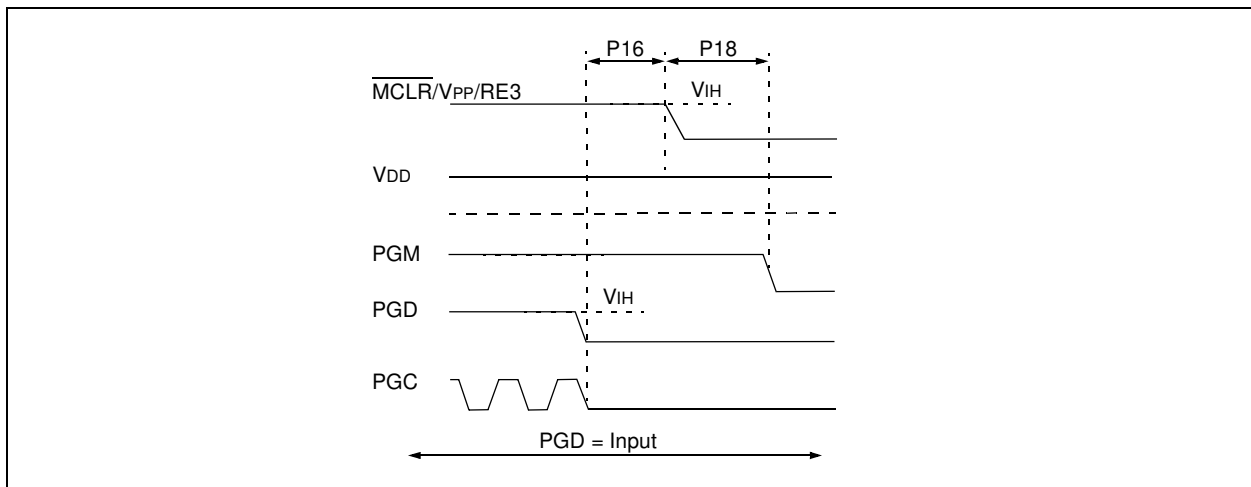 P16 P18
MCLR/VPP/RE3 VIH
VDD
PGM
PGD VIH
PGC
PGD = Input